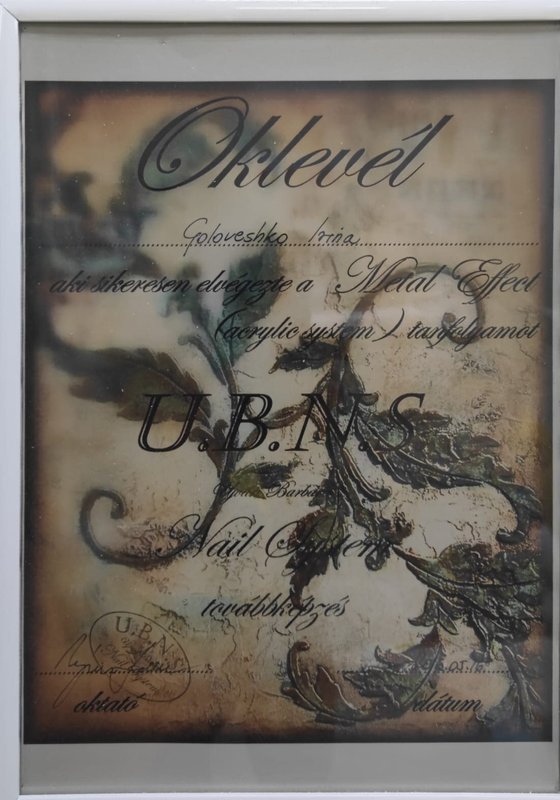 Oklevél
Goloveshko Irina
aki sikeresen elvégezte a Metal Effect
(acrylic system) tanfolyamot
U.B.N.S
Nail System
továbbképzés
U.B.N.S
oktató dátum